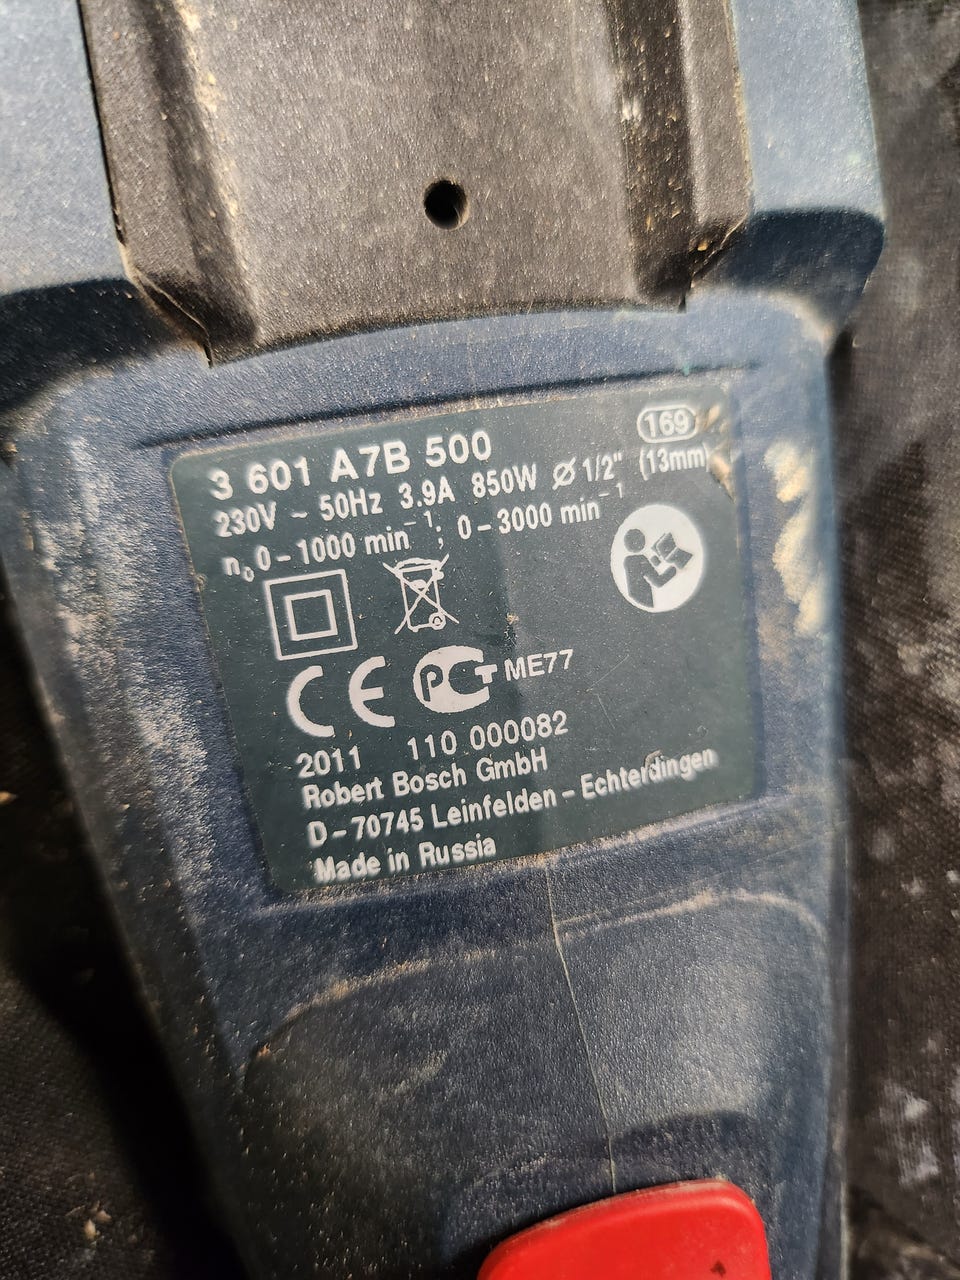 169
3 601 A7B 500
230V ~ 50Hz 3.9A 850W Ø 1/2" (13mm)
n₀ 0-1000 min⁻¹; 0-3000 min⁻¹
CE PCT ME77
2011 110 000082
Robert Bosch GmbH
D-70745 Leinfelden - Echterdingen
Made in Russia